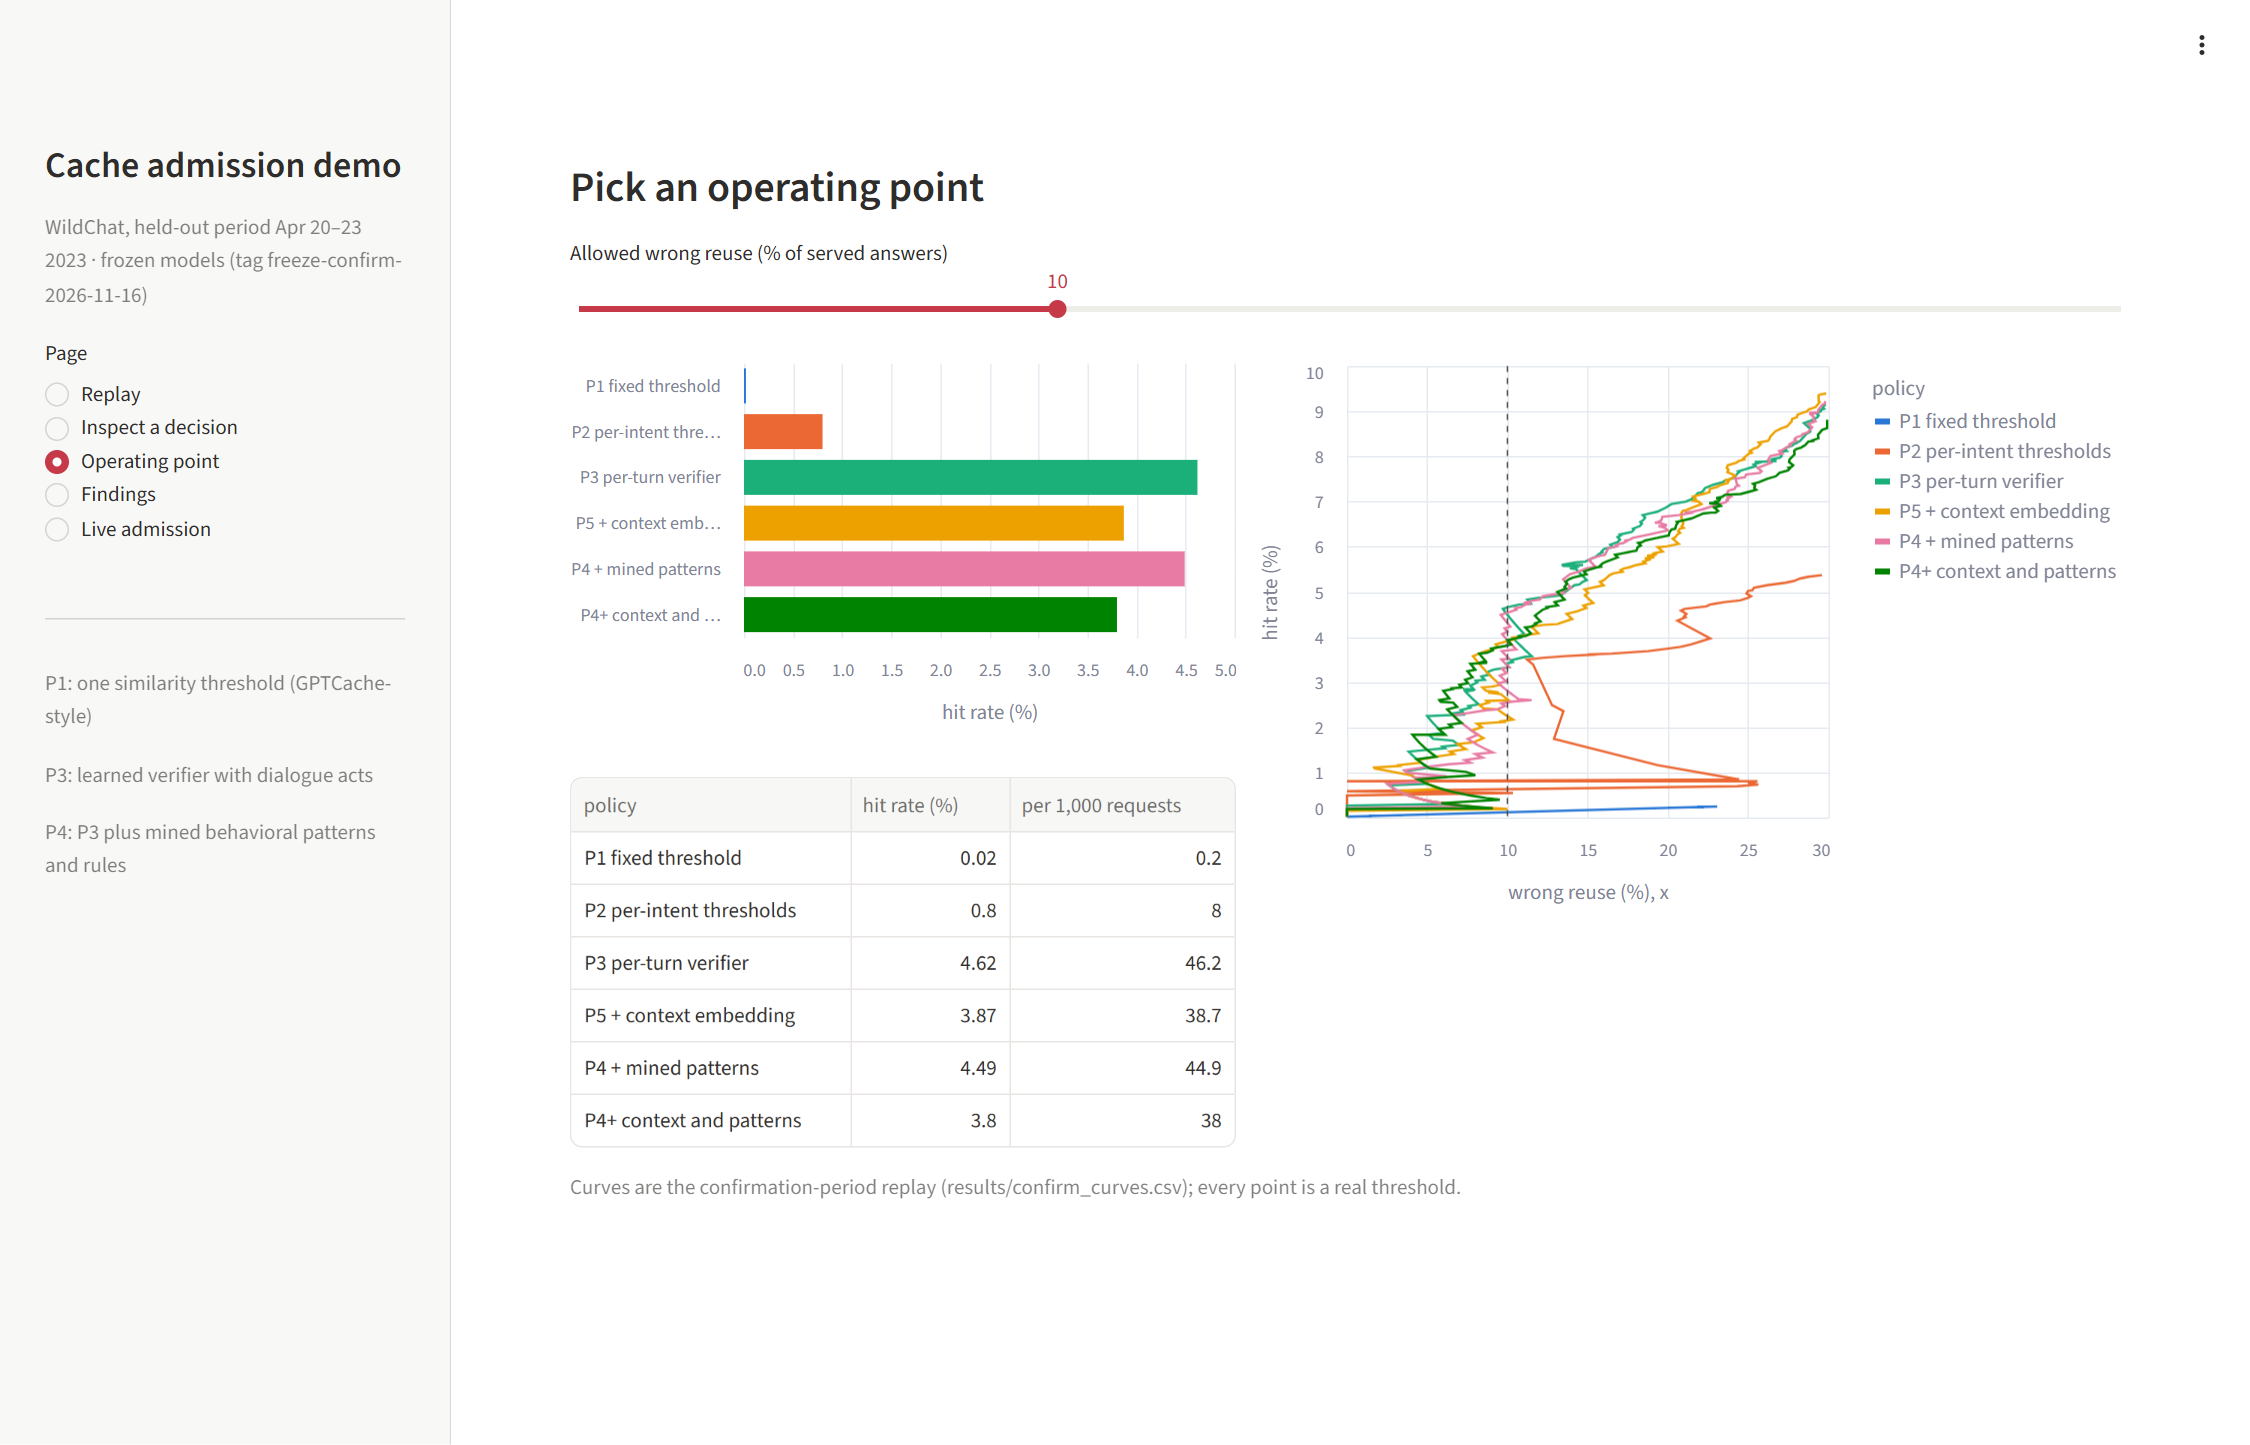 Cache admission demo
WildChat, held-out period Apr 20–23
2023 · frozen models (tag freeze-confirm-
2026-11-16)
Page
Replay
Inspect a decision
Operating point
Findings
Live admission
P1: one similarity threshold (GPTCache-
style)
P3: learned verifier with dialogue acts
P4: P3 plus mined behavioral patterns
and rules
Pick an operating point
Allowed wrong reuse (% of served answers)
10
P1 fixed threshold
P2 per-intent thre…
P3 per-turn verifier
P5 + context emb…
P4 + mined patterns
P4+ context and …
0.0 0.5 1.0 1.5 2.0 2.5 3.0 3.5 4.0 4.5 5.0
hit rate (%)
policy hit rate (%) per 1,000 requests
P1 fixed threshold 0.02 0.2
P2 per-intent thresholds 0.8 8
P3 per-turn verifier 4.62 46.2
P5 + context embedding 3.87 38.7
P4 + mined patterns 4.49 44.9
P4+ context and patterns 3.8 38
hit rate (%)
10
9
8
7
6
5
4
3
2
1
0
0 5 10 15 20 25 30
wrong reuse (%), x
policy
P1 fixed threshold
P2 per-intent thresholds
P3 per-turn verifier
P5 + context embedding
P4 + mined patterns
P4+ context and patterns
Curves are the confirmation-period replay (results/confirm_curves.csv); every point is a real threshold.